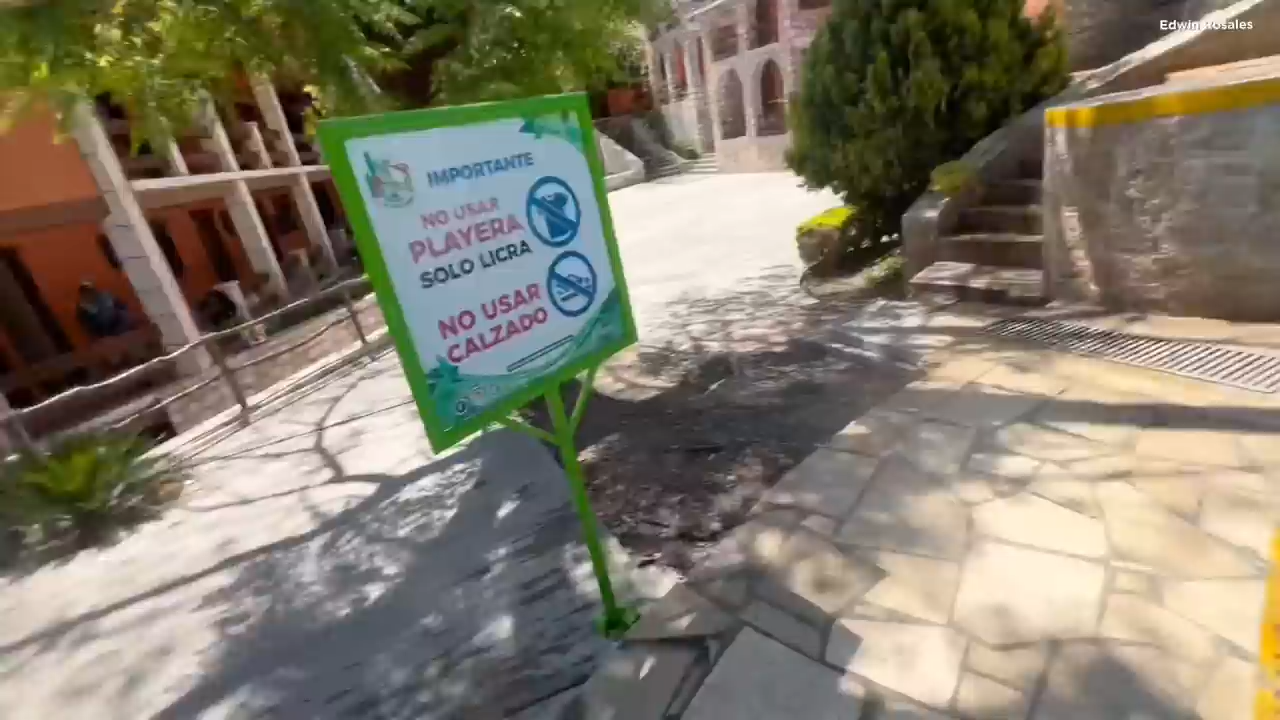 Edwin Rosales
IMPORTANTE
NO USAR
PLAYERA
SOLO LICRA
NO USAR
CALZADO